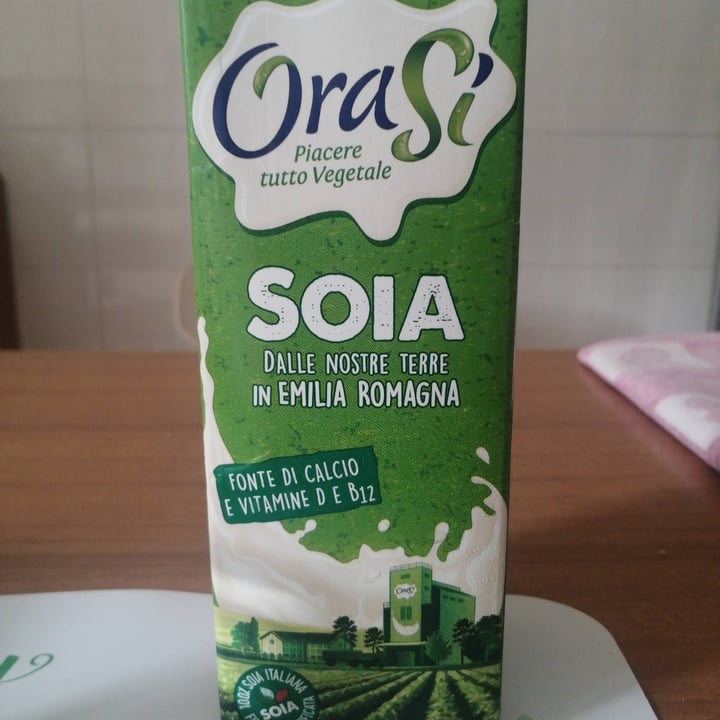 OraSì
Piacere
tutto Vegetale
SOIA
DALLE NOSTRE TERRE
IN EMILIA ROMAGNA
FONTE DI CALCIO
E VITAMINE D E B12
OraSì
100% SOIA ITALIANA
SOIA